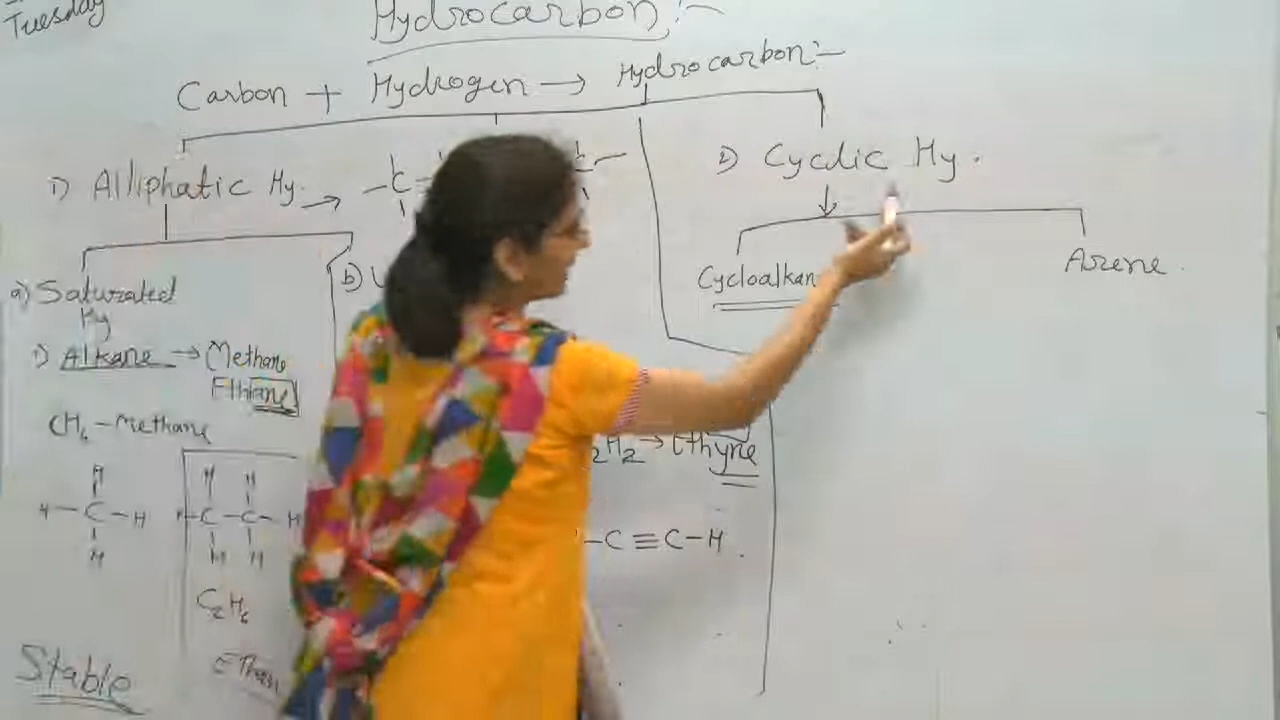 Tuesday
Hydrocarbon:-
Carbon + Hydrogen → Hydrocarbon:-
1) Alliphatic Hy. → -C
2) Cyclic Hy.
a) Saturated
Hy
b)
1) Alkane → Methane
Ethane
CH4 - Methane
H
H-C-H
H
H H
-C-C-H
H H
C2H6
Stable
2H2 → Ethyne
-C≡C-H
Cycloalkan
Arene.